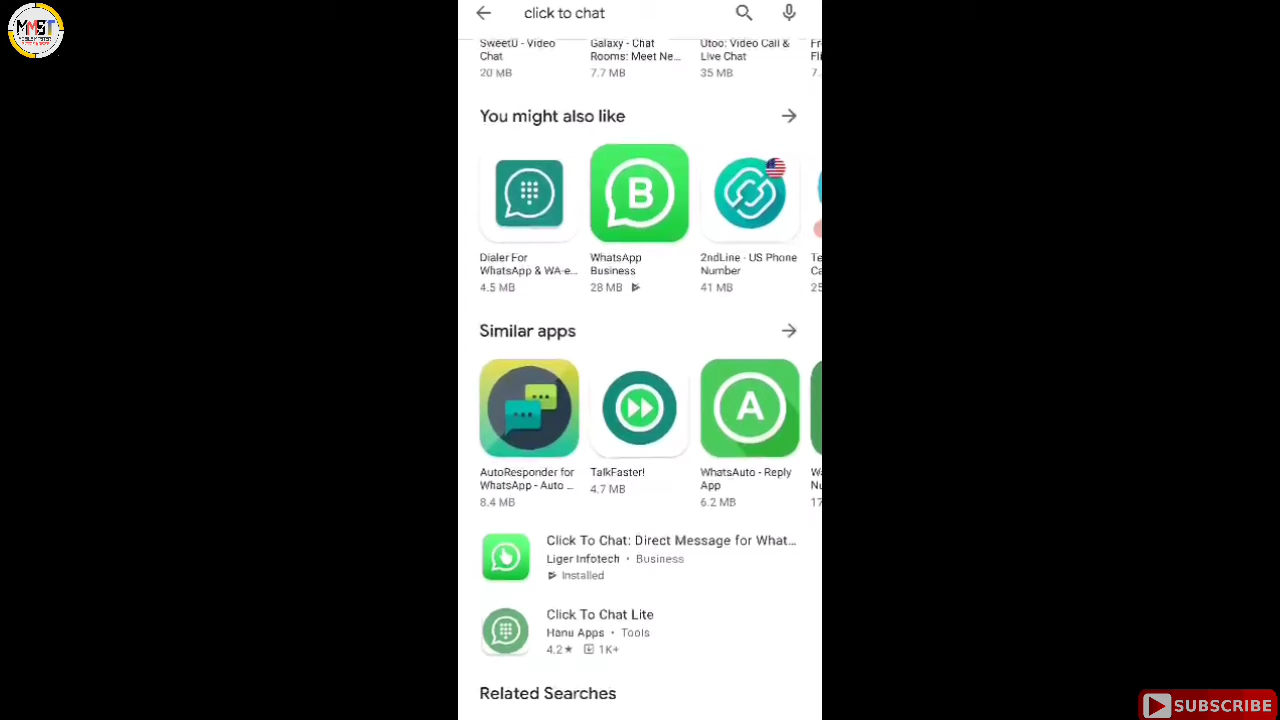 MMBT
click to chat
SweetU - Video
Chat
20 MB
Galaxy - Chat
Rooms: Meet Ne...
7.7 MB
Utoo: Video Call &
Live Chat
35 MB
You might also like
Dialer For
WhatsApp & WA-e...
4.5 MB
B
WhatsApp
Business
28 MB
2ndLine - US Phone
Number
41 MB
Similar apps
AutoResponder for
WhatsApp - Auto ...
8.4 MB
TalkFaster!
4.7 MB
A
WhatsAuto - Reply
App
6.2 MB
Click To Chat: Direct Message for What...
Liger Infotech • Business
Installed
Click To Chat Lite
Hanu Apps • Tools
4.2★ 1K+
Related Searches
SUBSCRIBE